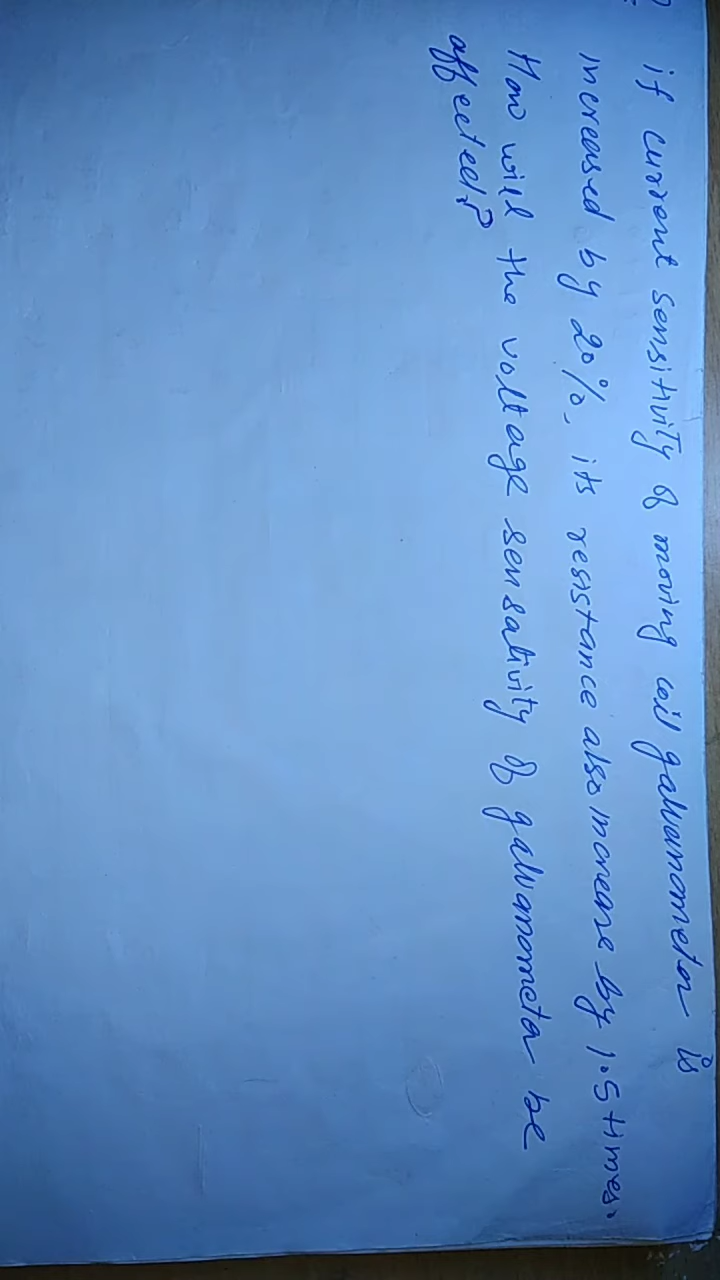 if current sensitivity of moving coil galvanometer is
increased by 20%, its resistance also increase by 1.5 times.
How will the voltage sensativity of galvanometer be
affected?